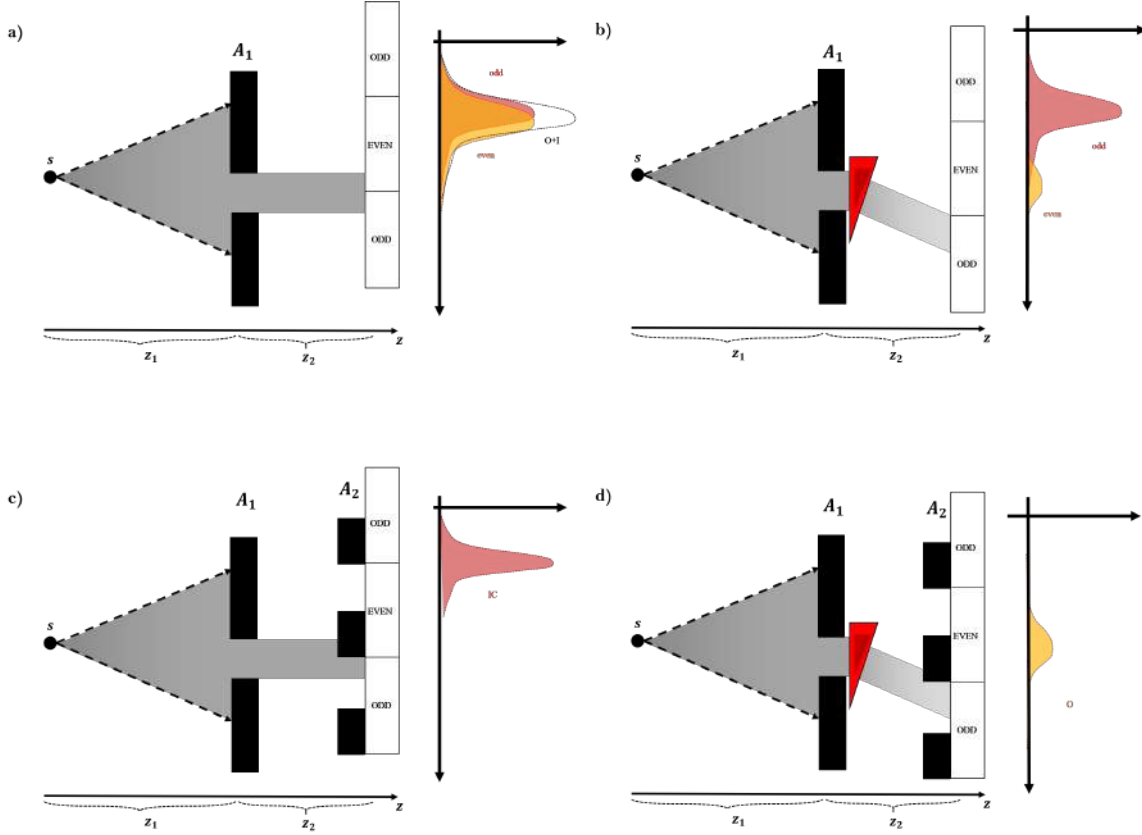 a)
A₁
ODD
EVEN
ODD
s
odd
O+I
even
z
z₁
z₂
b)
A₁
ODD
EVEN
ODD
s
odd
even
z
z₁
z₂
c)
A₁
A₂
ODD
EVEN
ODD
s
IC
z
z₁
z₂
d)
A₁
A₂
ODD
EVEN
ODD
s
O
z
z₁
z₂